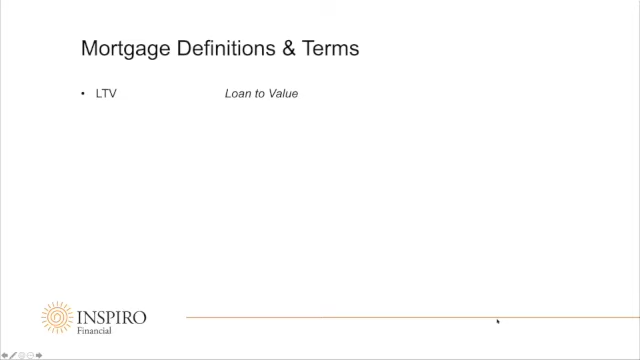 Mortgage Definitions & Terms
• LTV Loan to Value
INSPIRO
Financial